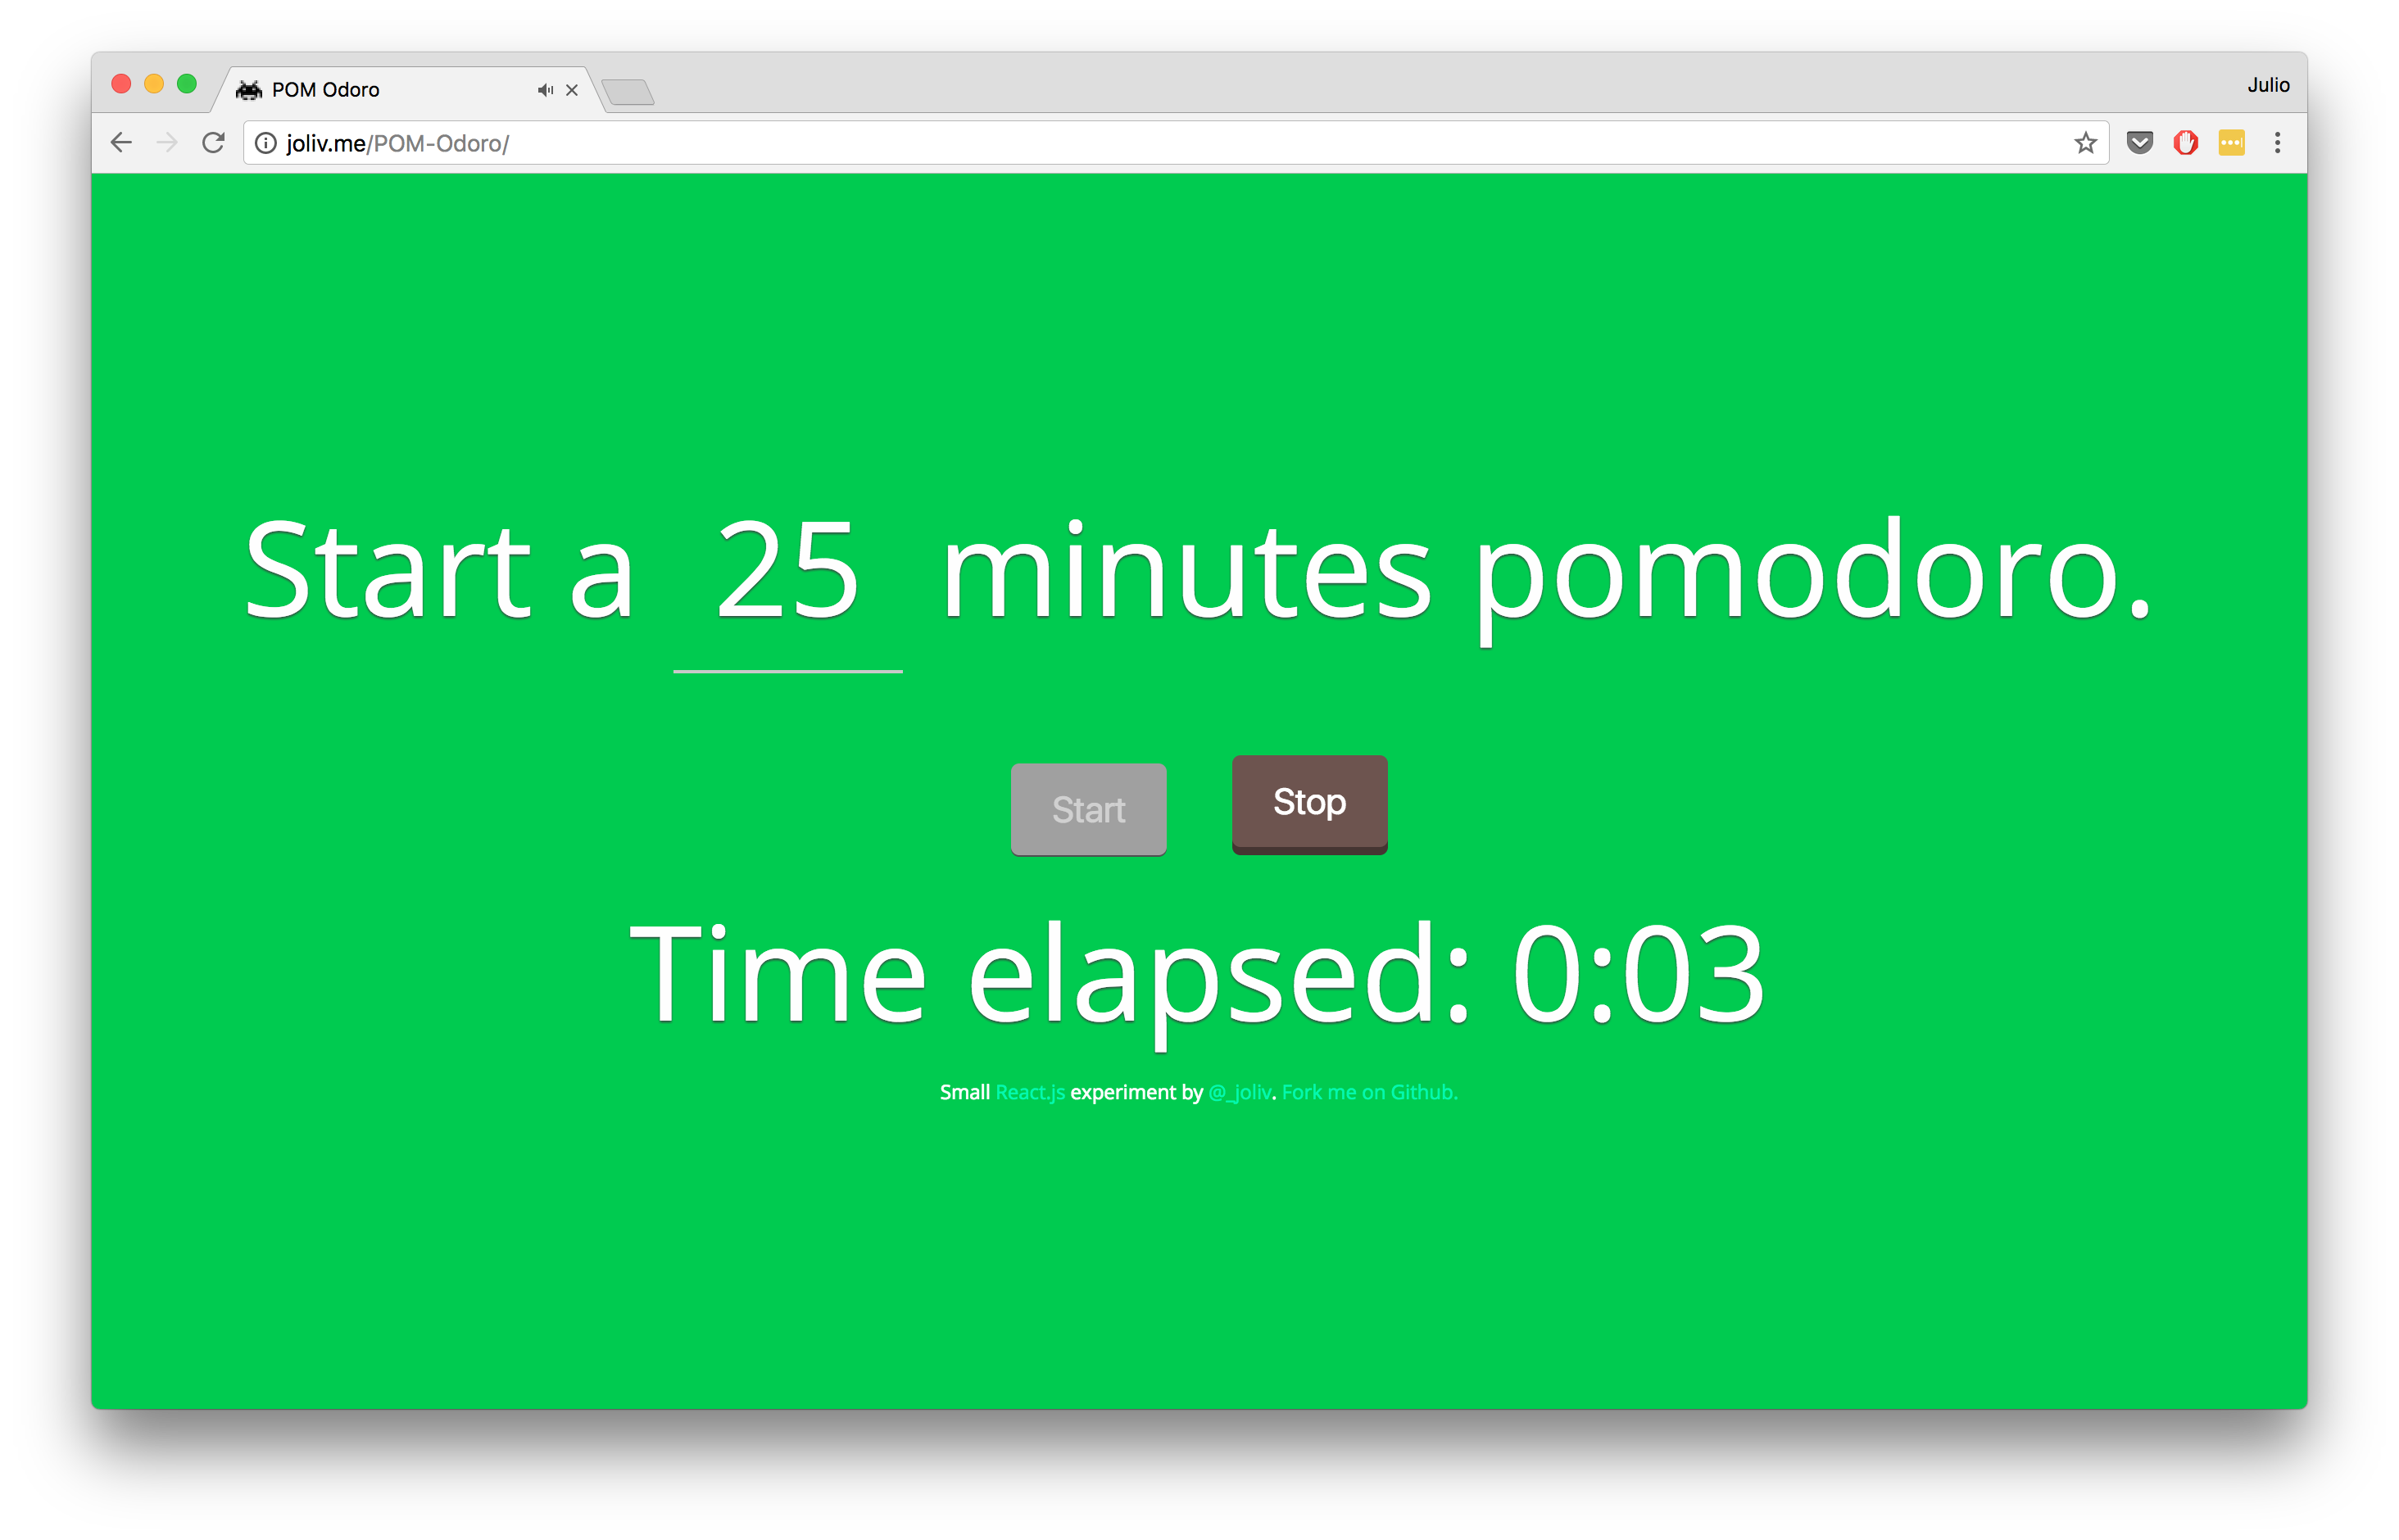 POM Odoro
Julio
joliv.me/POM-Odoro/
Start a 25 minutes pomodoro.
Start
Stop
Time elapsed: 0:03
Small React.js experiment by @_joliv. Fork me on Github.